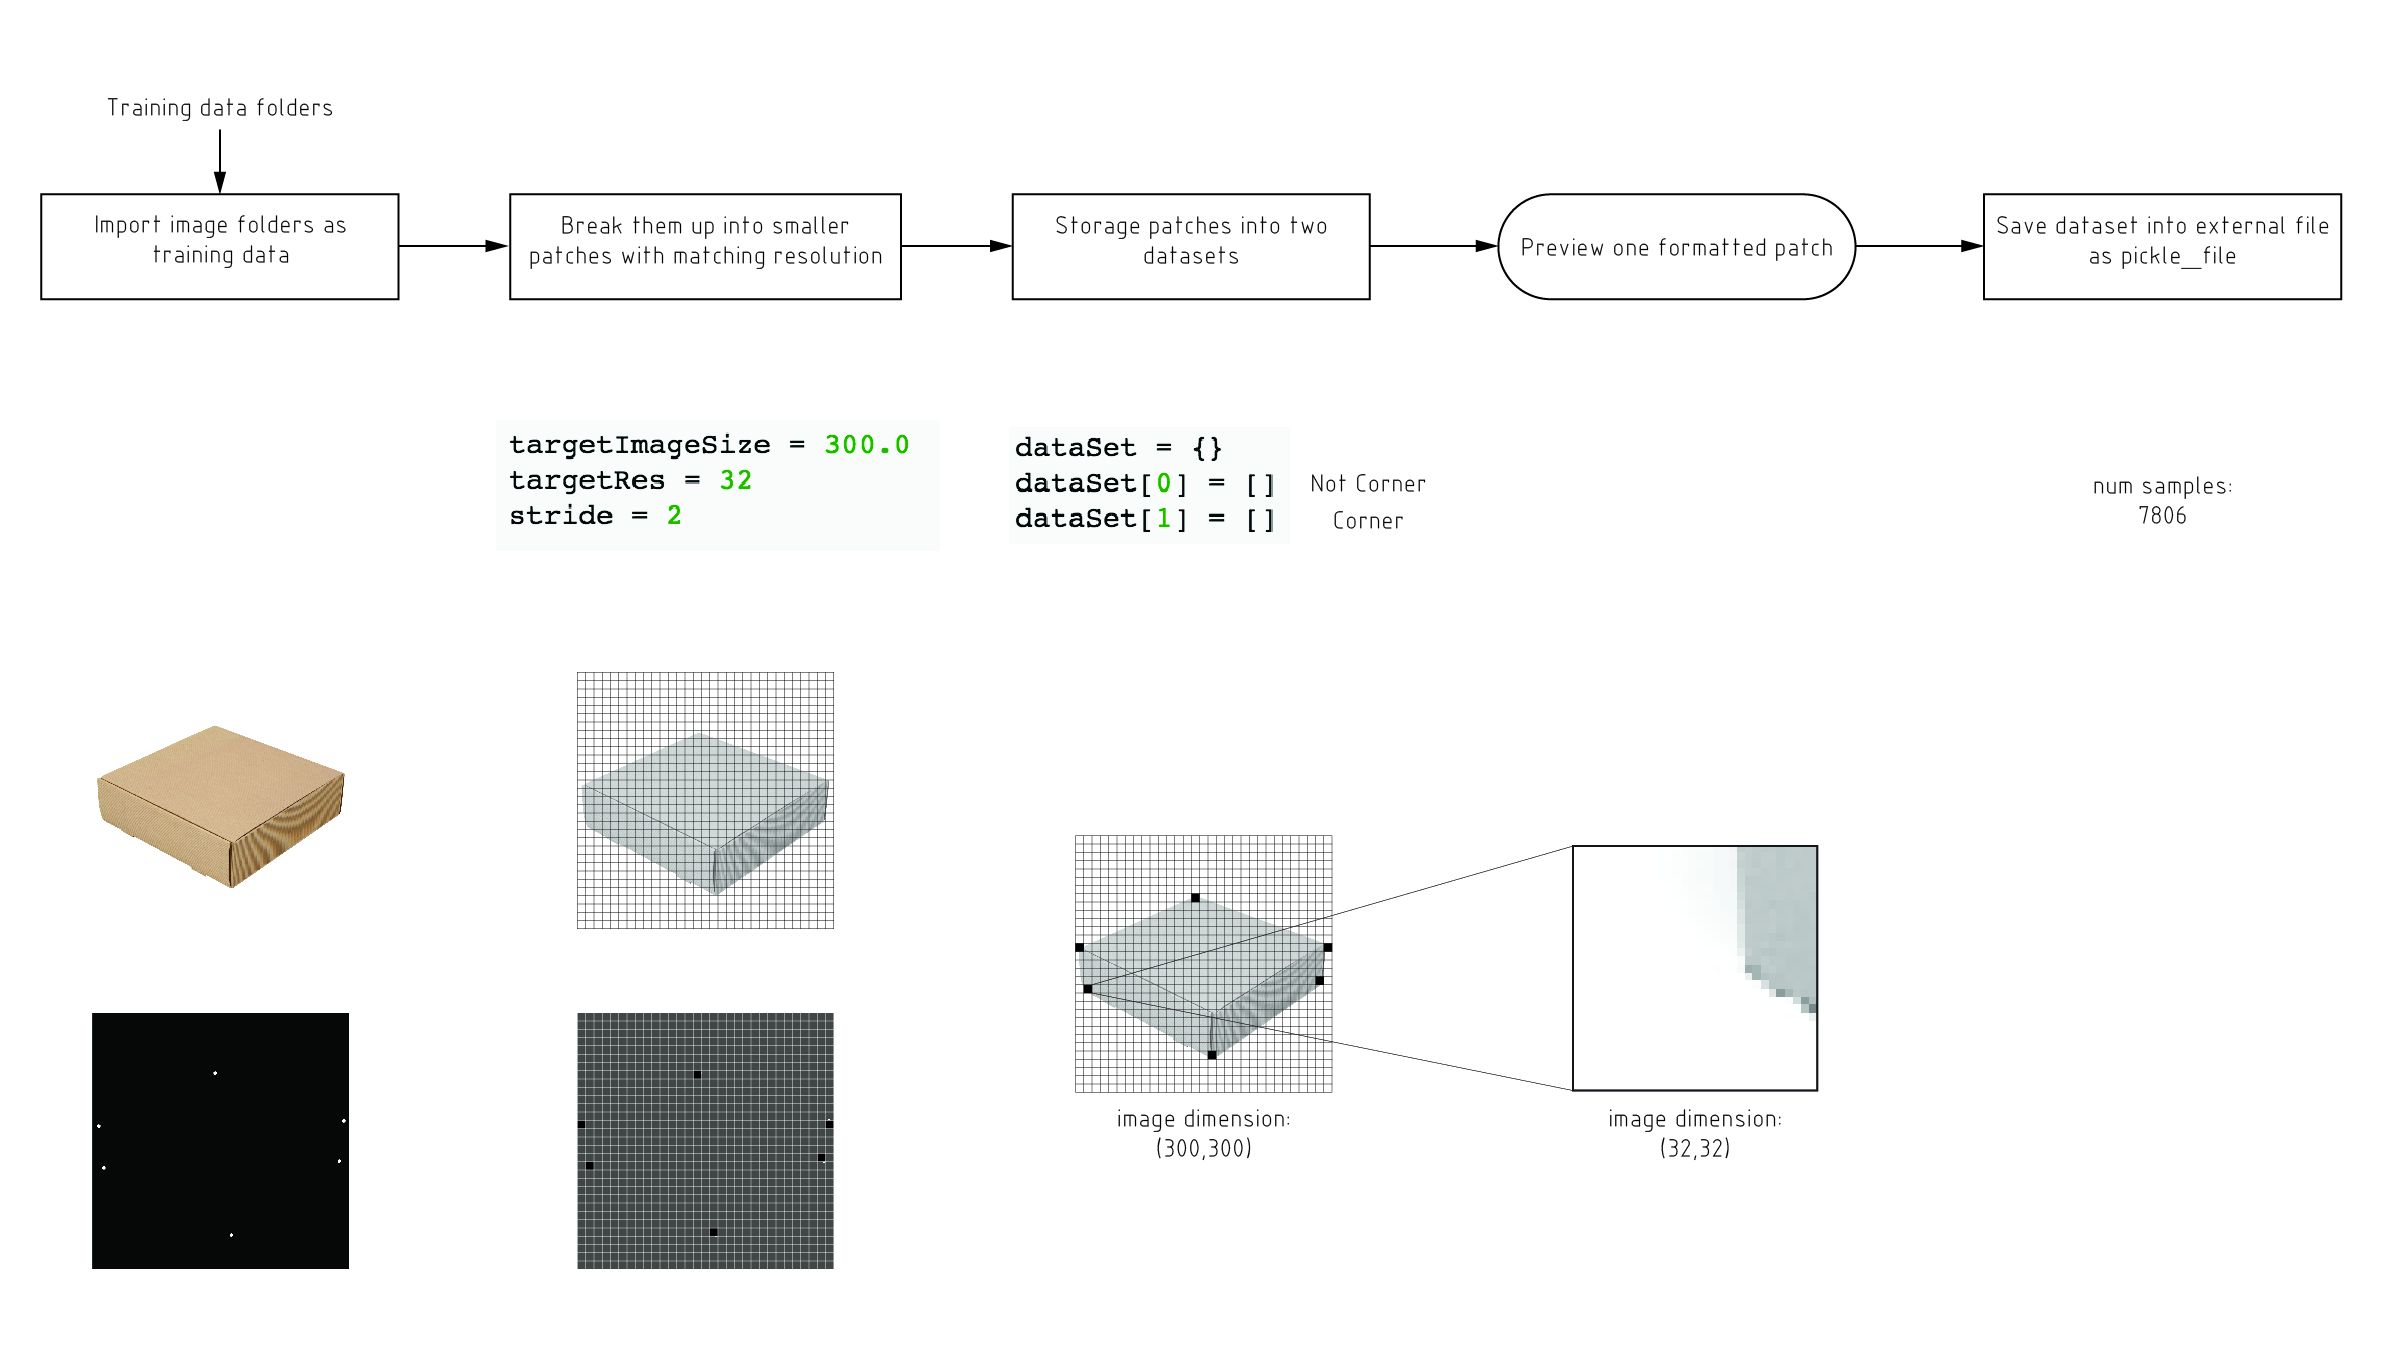 Training data folders
Import image folders as
training data
Break them up into smaller
patches with matching resolution
Storage patches into two
datasets
Preview one formatted patch
Save dataset into external file
as pickle_file
targetImageSize = 300.0
targetRes = 32
stride = 2
dataSet = {}
dataSet[0] = [] Not Corner
dataSet[1] = [] Corner
num samples:
7806
image dimension:
(300,300)
image dimension:
(32,32)